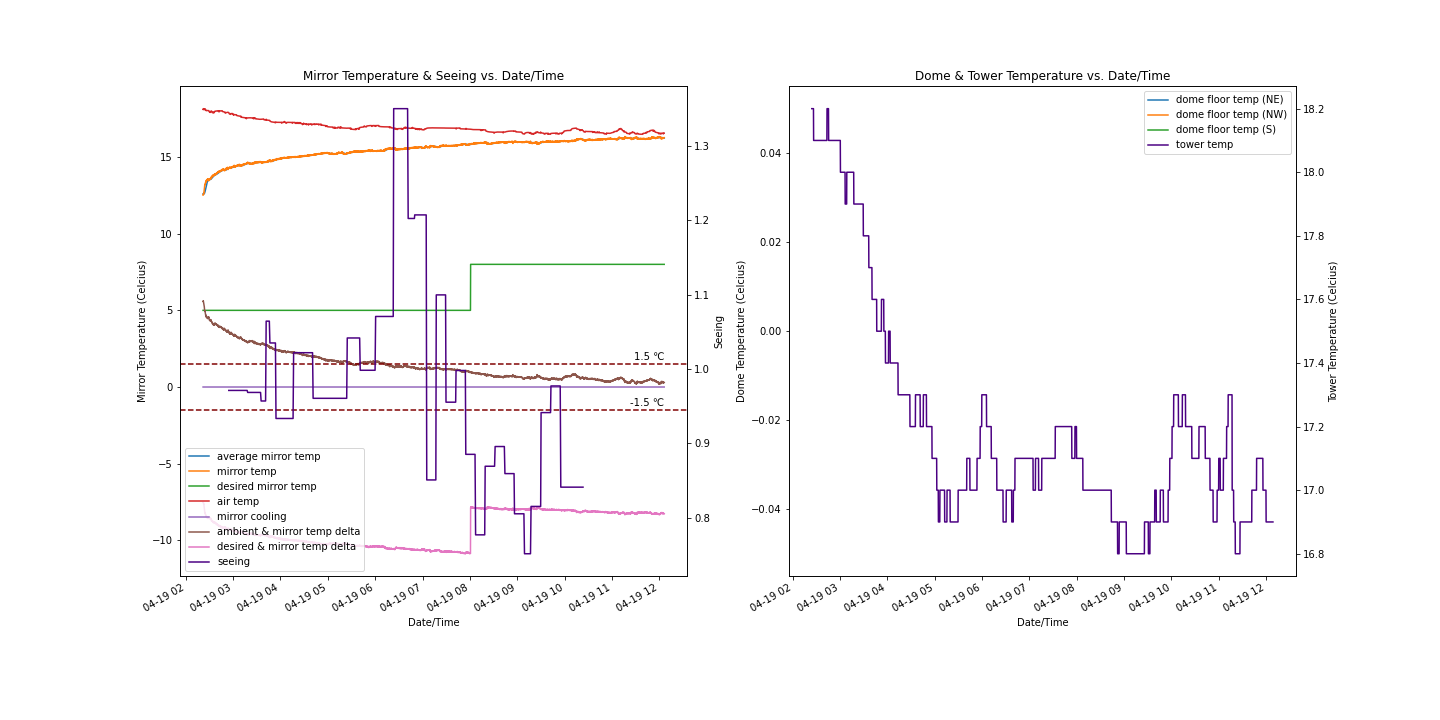 Mirror Temperature & Seeing vs. Date/Time
Mirror Temperature (Celcius)
15
10
5
0
−5
−10
1.3
1.2
1.1
1.0
0.9
0.8
Seeing
1.5 °C
-1.5 °C
average mirror temp
mirror temp
desired mirror temp
air temp
mirror cooling
ambient & mirror temp delta
desired & mirror temp delta
seeing
04-19 02
04-19 03
04-19 04
04-19 05
04-19 06
04-19 07
04-19 08
04-19 09
04-19 10
04-19 11
04-19 12
Date/Time
Dome & Tower Temperature vs. Date/Time
Dome Temperature (Celcius)
0.04
0.02
0.00
−0.02
−0.04
dome floor temp (NE)
dome floor temp (NW)
dome floor temp (S)
tower temp
18.2
18.0
17.8
17.6
17.4
17.2
17.0
16.8
Tower Temperature (Celcius)
04-19 02
04-19 03
04-19 04
04-19 05
04-19 06
04-19 07
04-19 08
04-19 09
04-19 10
04-19 11
04-19 12
Date/Time